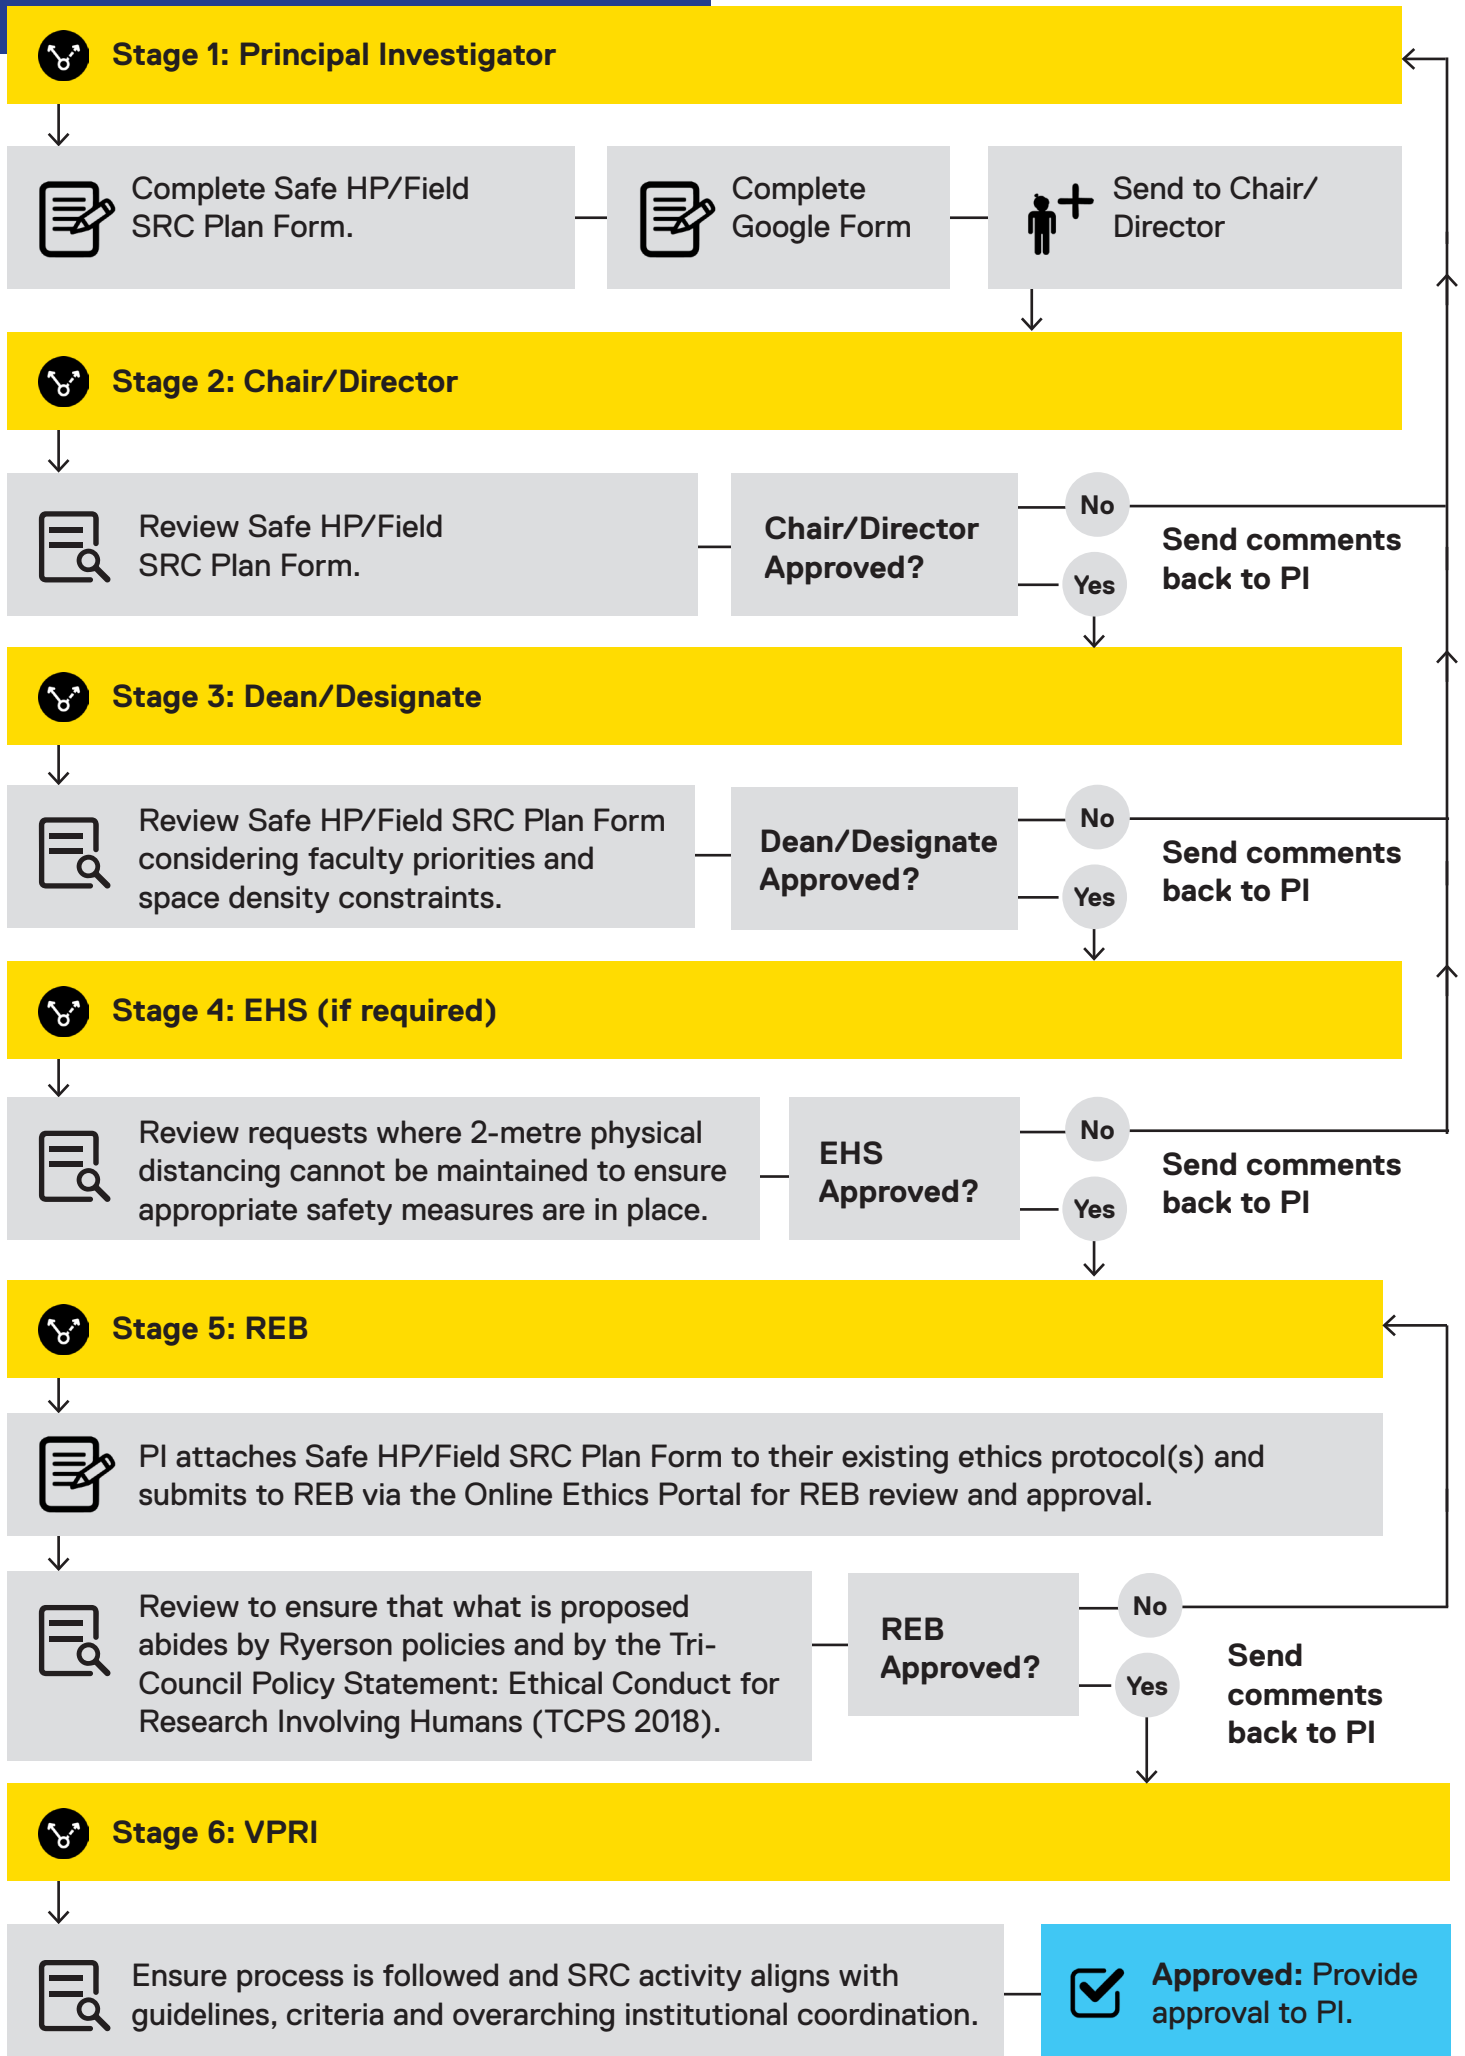 Stage 1: Principal Investigator
Complete Safe HP/Field
SRC Plan Form.
Complete
Google Form
Send to Chair/
Director
Stage 2: Chair/Director
Review Safe HP/Field
SRC Plan Form.
Chair/Director
Approved?
No
Yes
Send comments
back to PI
Stage 3: Dean/Designate
Review Safe HP/Field SRC Plan Form
considering faculty priorities and
space density constraints.
Dean/Designate
Approved?
No
Yes
Send comments
back to PI
Stage 4: EHS (if required)
Review requests where 2-metre physical
distancing cannot be maintained to ensure
appropriate safety measures are in place.
EHS
Approved?
No
Yes
Send comments
back to PI
Stage 5: REB
PI attaches Safe HP/Field SRC Plan Form to their existing ethics protocol(s) and
submits to REB via the Online Ethics Portal for REB review and approval.
Review to ensure that what is proposed
abides by Ryerson policies and by the Tri-
Council Policy Statement: Ethical Conduct for
Research Involving Humans (TCPS 2018).
REB
Approved?
No
Yes
Send
comments
back to PI
Stage 6: VPRI
Ensure process is followed and SRC activity aligns with
guidelines, criteria and overarching institutional coordination.
Approved: Provide
approval to PI.